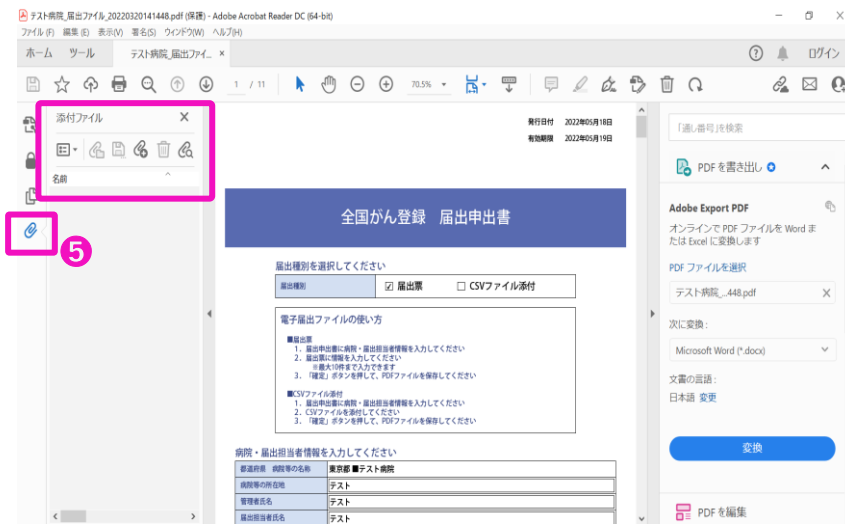 テスト病院_届出ファイル_20220320141448.pdf (保護) - Adobe Acrobat Reader DC (64-bit)
ファイル(F) 編集(E) 表示(V) 署名(S) ウィンドウ(W) ヘルプ(H)
ホーム ツール テスト病院_届出ファイ... × ログイン
1 / 11 70.5%
添付ファイル ×
名前
5
発行日付 2022年05月18日
有効期限 2022年05月19日
全国がん登録 届出申出書
届出種別を選択してください
届出種別 ☑ 届出票 ☐ CSVファイル添付
電子届出ファイルの使い方
■届出票
1. 届出申出書に病院・届出担当者情報を入力してください
2. 届出票に情報を入力してください
※最大10件まで入力できます
3. 「確定」ボタンを押して、PDFファイルを保存してください
■CSVファイル添付
1. 届出申出書に病院・届出担当者情報を入力してください
2. CSVファイルを添付してください
3. 「確定」ボタンを押して、PDFファイルを保存してください
病院・届出担当者情報を入力してください
都道府県 病院等の名称 東京都 ■テスト病院
病院等の所在地 テスト
管理者氏名 テスト
届出担当者氏名 テスト
「通し番号」を検索
PDF を書き出し
Adobe Export PDF
オンラインで PDF ファイルを Word ま
たは Excel に変換します
PDF ファイルを選択
テスト病院_...448.pdf ×
次に変換 :
Microsoft Word (*.docx)
文書の言語 :
日本語 変更
変換
PDF を編集